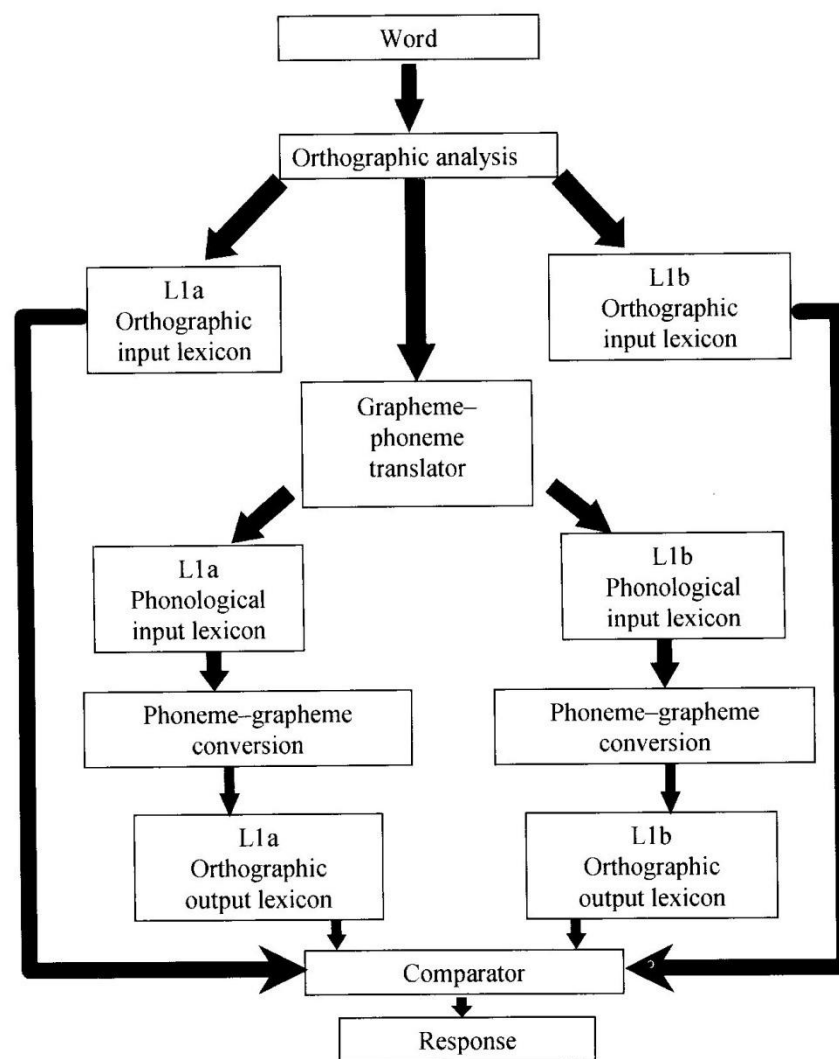 Word
Orthographic analysis
L1a
Orthographic
input lexicon
L1b
Orthographic
input lexicon
Grapheme–
phoneme
translator
L1a
Phonological
input lexicon
L1b
Phonological
input lexicon
Phoneme–grapheme
conversion
Phoneme–grapheme
conversion
L1a
Orthographic
output lexicon
L1b
Orthographic
output lexicon
Comparator
?
Response